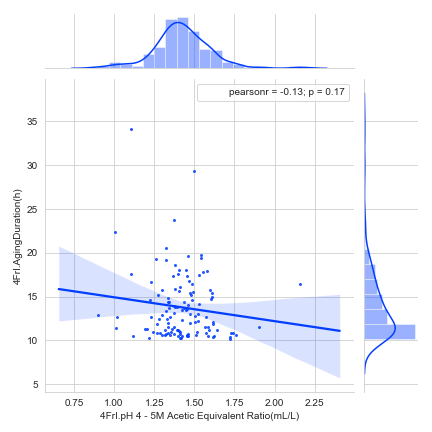 pearsonr = -0.13; p = 0.17
35
30
25
20
15
10
5
4FrI.AgingDuration(h)
0.75 1.00 1.25 1.50 1.75 2.00 2.25
4FrI.pH 4 - 5M Acetic Equivalent Ratio(mL/L)